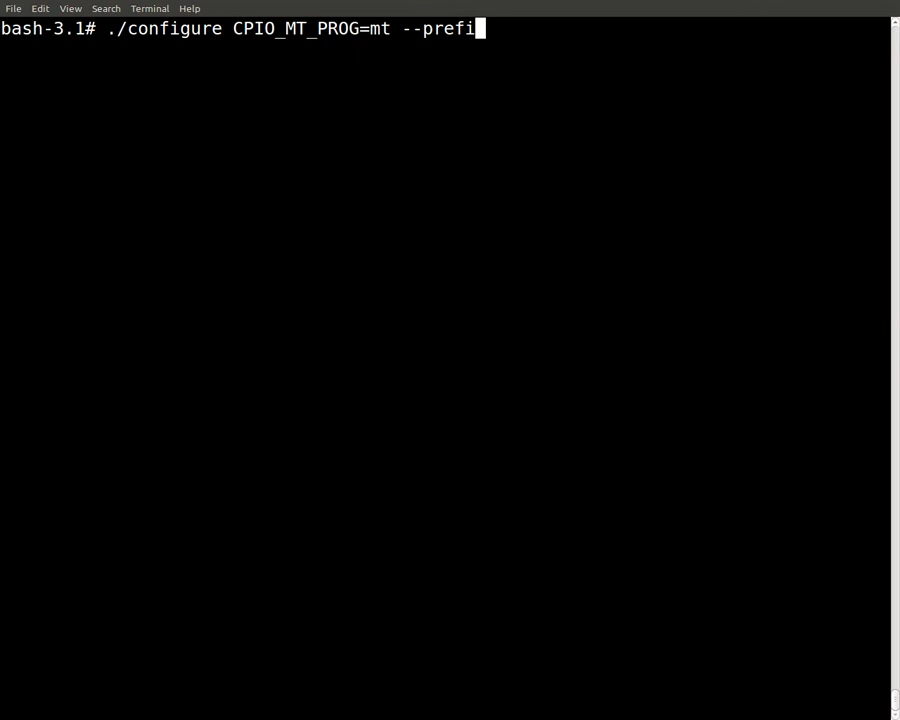 File Edit View Search Terminal Help
bash-3.1# ./configure CPIO_MT_PROG=mt --prefi